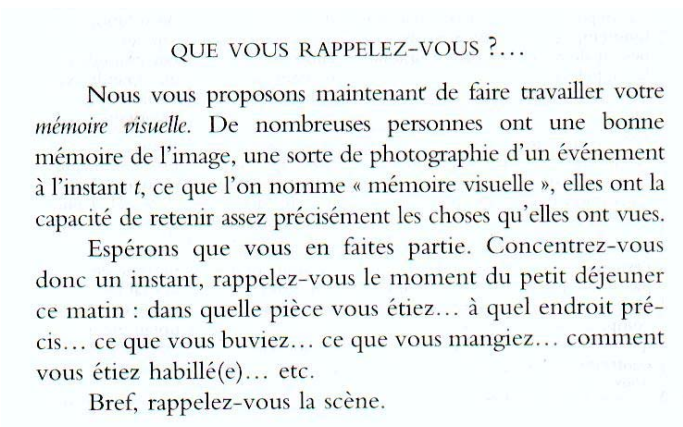 QUE VOUS RAPPELEZ-VOUS ?...
Nous vous proposons maintenant de faire travailler votre
mémoire visuelle. De nombreuses personnes ont une bonne
mémoire de l'image, une sorte de photographie d'un événement
à l'instant t, ce que l'on nomme « mémoire visuelle », elles ont la
capacité de retenir assez précisément les choses qu'elles ont vues.
Espérons que vous en faites partie. Concentrez-vous
donc un instant, rappelez-vous le moment du petit déjeuner
ce matin : dans quelle pièce vous étiez... à quel endroit pré-
cis... ce que vous buviez... ce que vous mangiez... comment
vous étiez habillé(e)... etc.
Bref, rappelez-vous la scène.